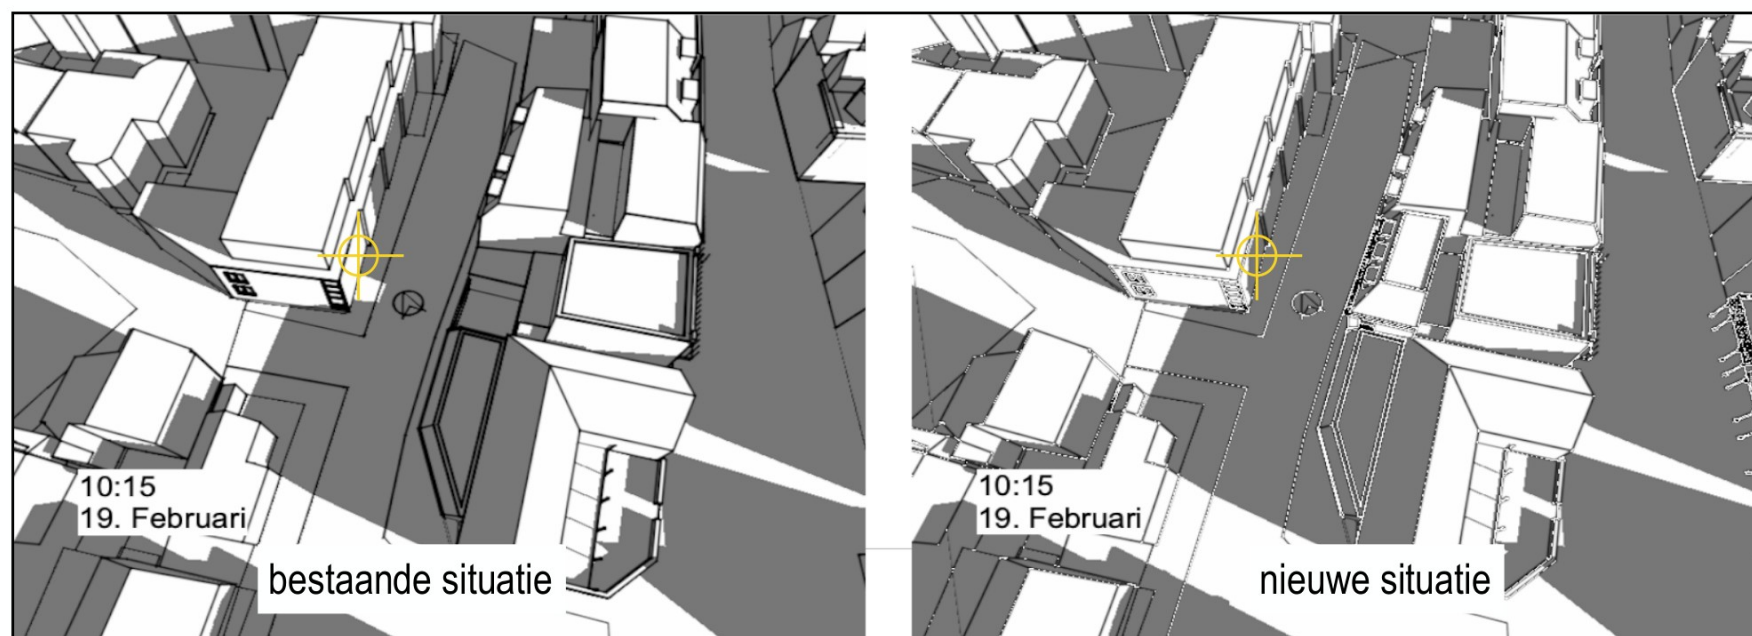 10:15
19. Februari
bestaande situatie
10:15
19. Februari
nieuwe situatie